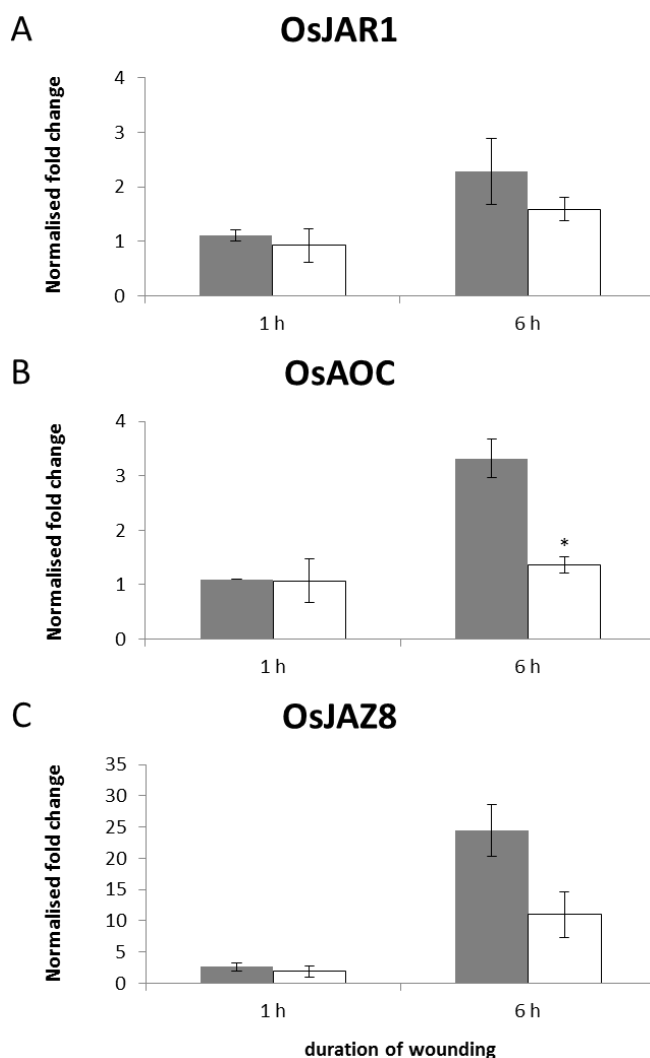 A
OsJAR1
Normalised fold change
4
3
2
1
0
1 h
6 h
B
OsAOC
Normalised fold change
4
3
2
1
0
*
1 h
6 h
C
OsJAZ8
Normalised fold change
35
30
25
20
15
10
5
0
1 h
6 h
duration of wounding